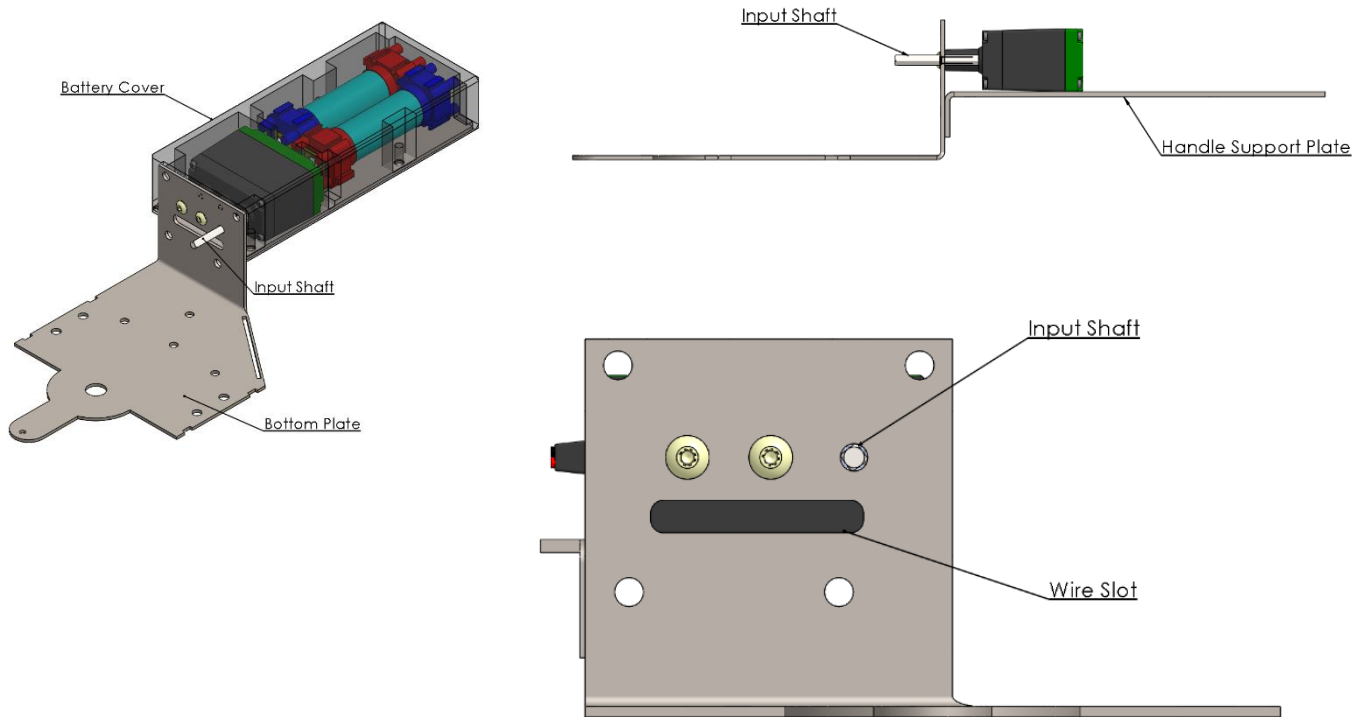 Battery Cover
Input Shaft
Bottom Plate
Input Shaft
Handle Support Plate
Input Shaft
Wire Slot